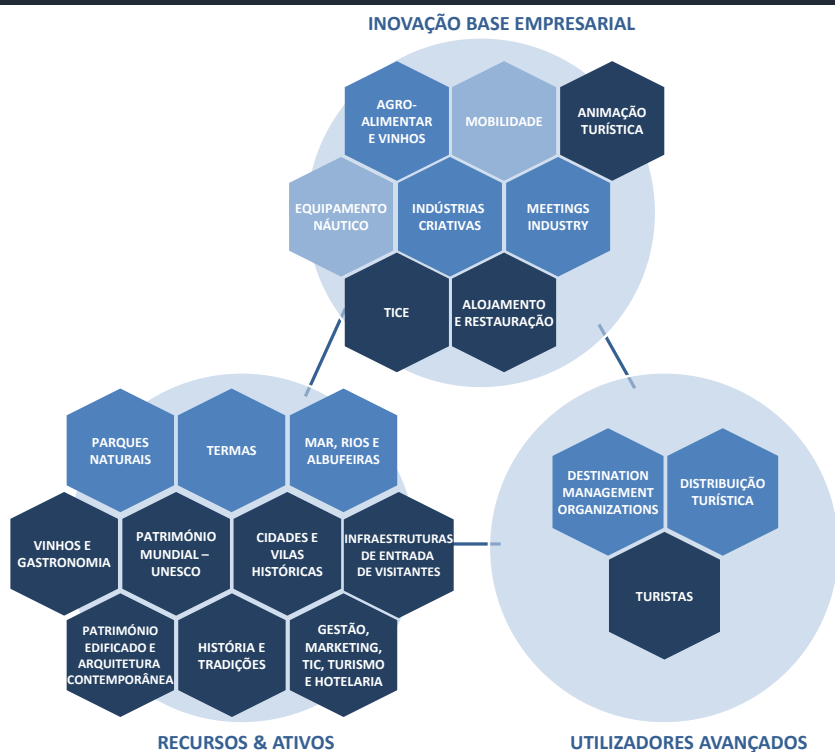 INOVAÇÃO BASE EMPRESARIAL
AGRO-
ALIMENTAR
E VINHOS
MOBILIDADE
ANIMAÇÃO
TURÍSTICA
EQUIPAMENTO
NÁUTICO
INDÚSTRIAS
CRIATIVAS
MEETINGS
INDUSTRY
TICE
ALOJAMENTO
E RESTAURAÇÃO
PARQUES
NATURAIS
TERMAS
MAR, RIOS E
ALBUFEIRAS
VINHOS E
GASTRONOMIA
PATRIMÓNIO
MUNDIAL –
UNESCO
CIDADES E
VILAS
HISTÓRICAS
INFRAESTRUTURAS
DE ENTRADA
DE VISITANTES
PATRIMÓNIO
EDIFICADO E
ARQUITETURA
CONTEMPORÂNEA
HISTÓRIA E
TRADIÇÕES
GESTÃO,
MARKETING,
TIC, TURISMO
E HOTELARIA
RECURSOS & ATIVOS
DESTINATION
MANAGEMENT
ORGANIZATIONS
DISTRIBUIÇÃO
TURÍSTICA
TURISTAS
UTILIZADORES AVANÇADOS